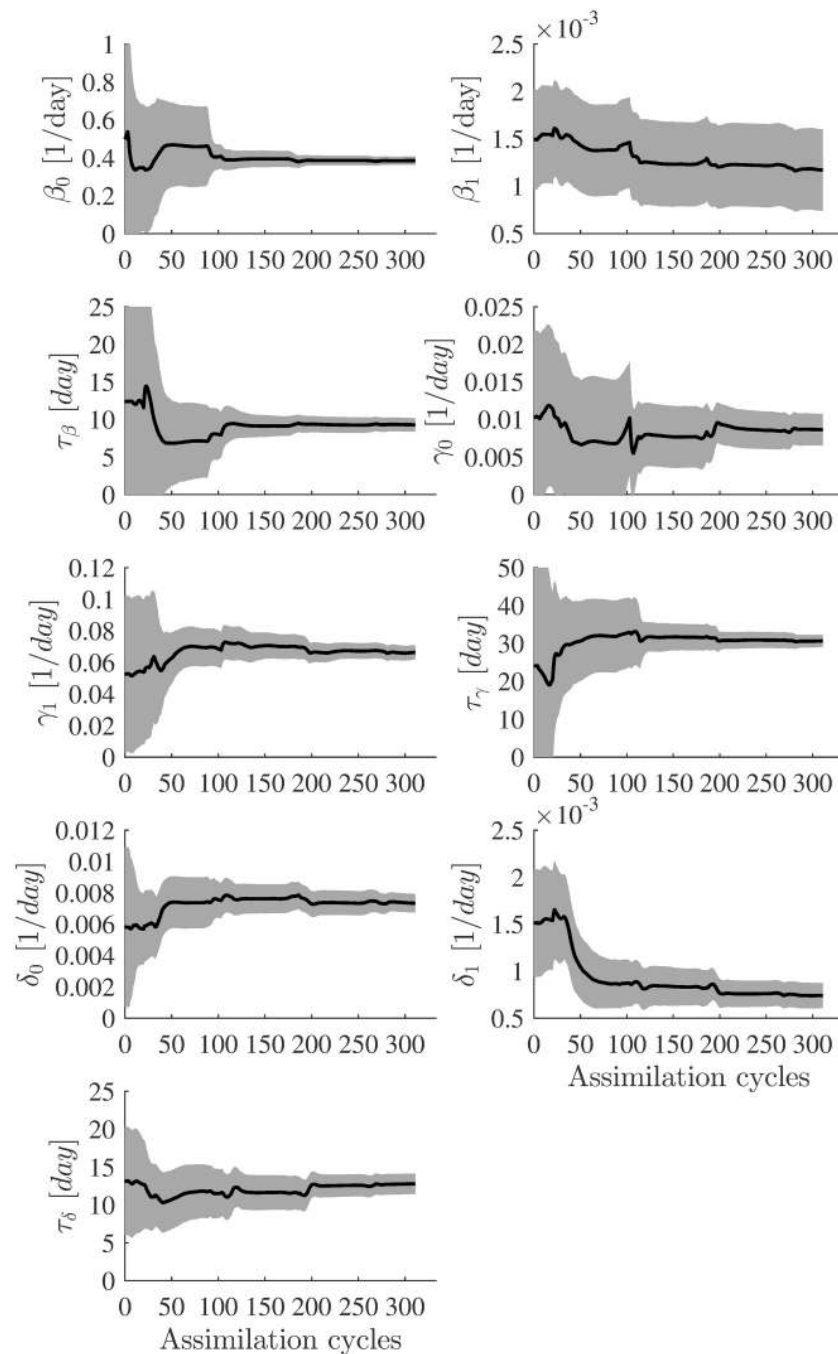 β₀ [1/day]
1
0.8
0.6
0.4
0.2
0
0 50 100 150 200 250 300
×10⁻³
β₁ [1/day]
2.5
2
1.5
1
0.5
0 50 100 150 200 250 300
τ_β [day]
25
20
15
10
5
0
0 50 100 150 200 250 300
γ₀ [1/day]
0.025
0.02
0.015
0.01
0.005
0
0 50 100 150 200 250 300
γ₁ [1/day]
0.12
0.1
0.08
0.06
0.04
0.02
0
0 50 100 150 200 250 300
τ_γ [day]
50
40
30
20
10
0
0 50 100 150 200 250 300
δ₀ [1/day]
0.012
0.01
0.008
0.006
0.004
0.002
0
0 50 100 150 200 250 300
×10⁻³
δ₁ [1/day]
2.5
2
1.5
1
0.5
0 50 100 150 200 250 300
Assimilation cycles
τ_δ [day]
25
20
15
10
5
0
0 50 100 150 200 250 300
Assimilation cycles